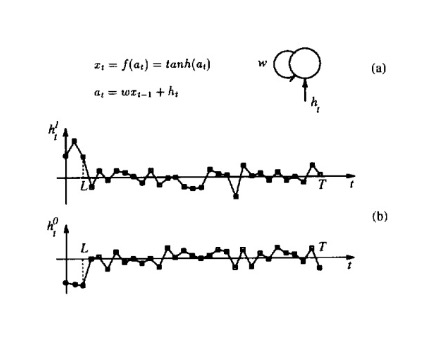 x_t = f(a_t) = tanh(a_t)
w
(a)
a_t = wx_{t-1} + h_t
h_t
h_t^1
L
T
t
(b)
h_t^0
L
T
t